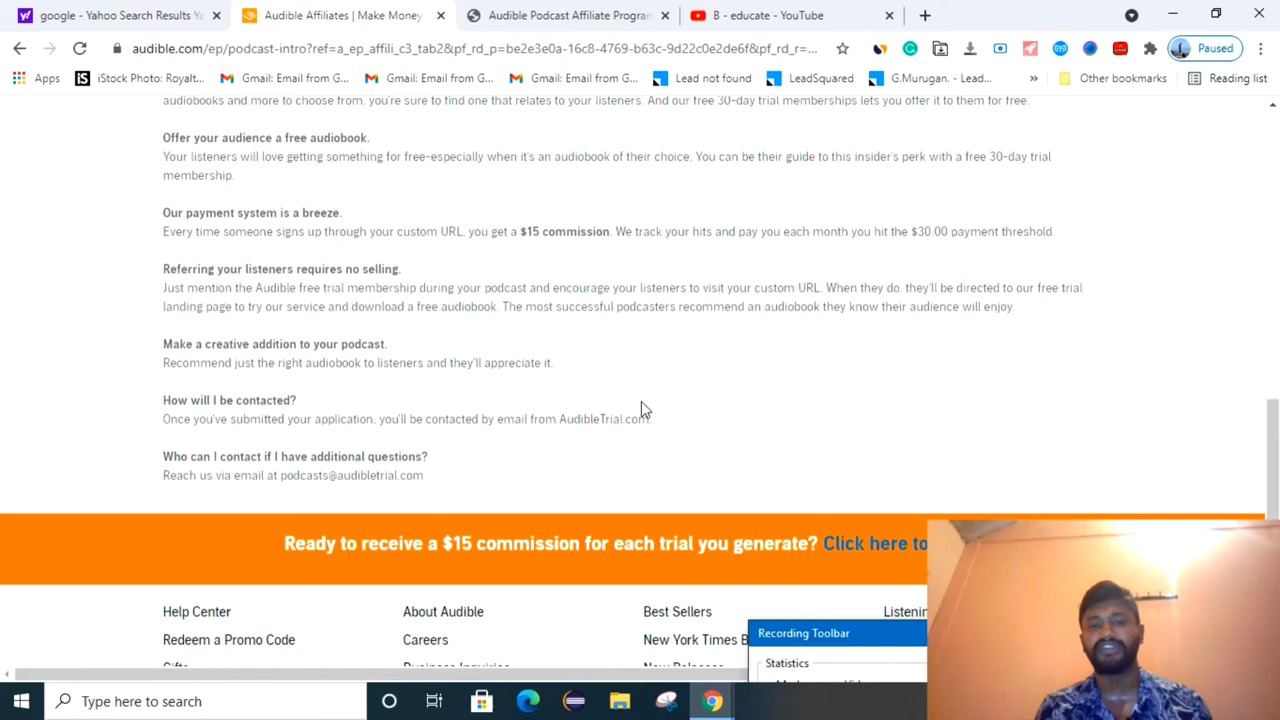 google - Yahoo Search Results
Audible Affiliates | Make Money
Audible Podcast Affiliate Program
B - educate - YouTube
audible.com/ep/podcast-intro?ref=a_ep_affili_c3_tab2&pf_rd_p=be2e3e0a-16c8-4769-b63c-9d22c0e2de6f&pf_rd_r=...
Paused
Apps
iStock Photo: Royalt...
Gmail: Email from G...
Gmail: Email from G...
Gmail: Email from G...
Lead not found
LeadSquared
G.Murugan. - Lead...
»
Other bookmarks
Reading list
audiobooks and more to choose from, you're sure to find one that relates to your listeners. And our free 30-day trial memberships lets you offer it to them for free.
Offer your audience a free audiobook.
Your listeners will love getting something for free-especially when it's an audiobook of their choice. You can be their guide to this insider's perk with a free 30-day trial
membership.
Our payment system is a breeze.
Every time someone signs up through your custom URL, you get a $15 commission. We track your hits and pay you each month you hit the $30.00 payment threshold.
Referring your listeners requires no selling.
Just mention the Audible free trial membership during your podcast and encourage your listeners to visit your custom URL. When they do, they'll be directed to our free trial
landing page to try our service and download a free audiobook. The most successful podcasters recommend an audiobook they know their audience will enjoy.
Make a creative addition to your podcast.
Recommend just the right audiobook to listeners and they'll appreciate it.
How will I be contacted?
Once you've submitted your application, you'll be contacted by email from AudibleTrial.com.
Who can I contact if I have additional questions?
Reach us via email at podcasts@audibletrial.com
Ready to receive a $15 commission for each trial you generate? Click here to
Help Center
About Audible
Best Sellers
Redeem a Promo Code
Careers
New York Times B
Recording Toolbar
Statistics
Type here to search